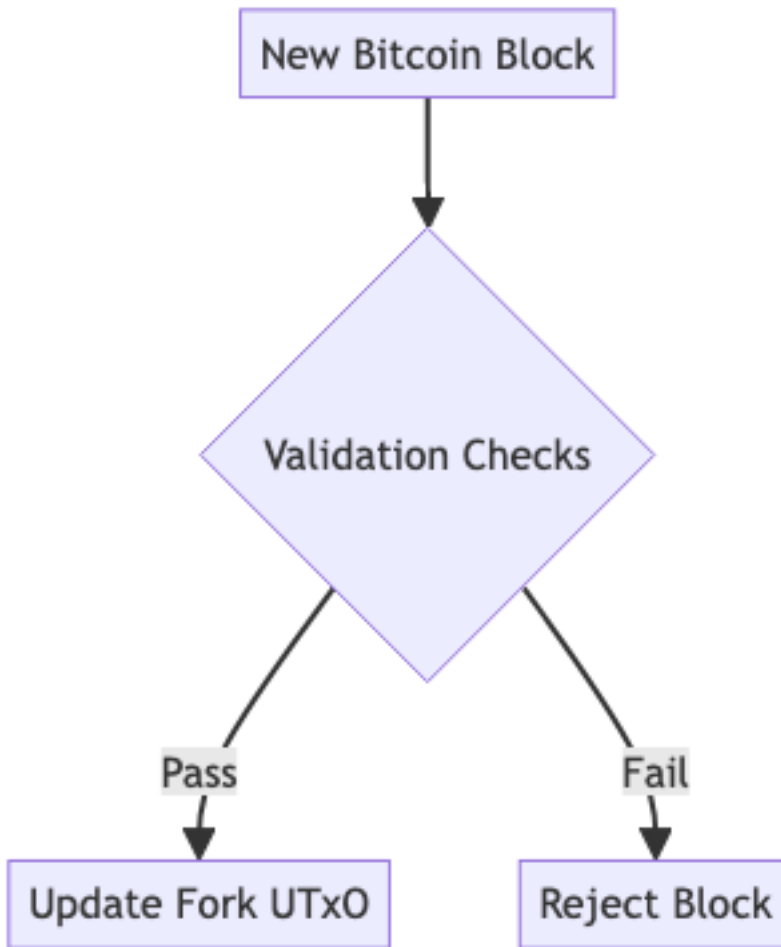 New Bitcoin Block
Validation Checks
Pass
Fail
Update Fork UTxO
Reject Block